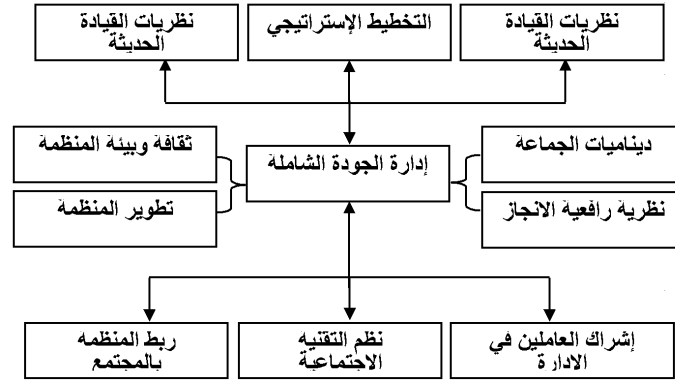 نظريات القيادة
الحديثة
التخطيط الإستراتيجي
نظريات القيادة
الحديثة
ديناميات الجماعة
نظرية رافعية الانجاز
إدارة الجودة الشاملة
ثقافة وبيئة المنظمة
تطوير المنظمة
إشراك العاملين في
الادارة
نظم التقنيه
الاجتماعية
ربط المنظمه
بالمجتمع